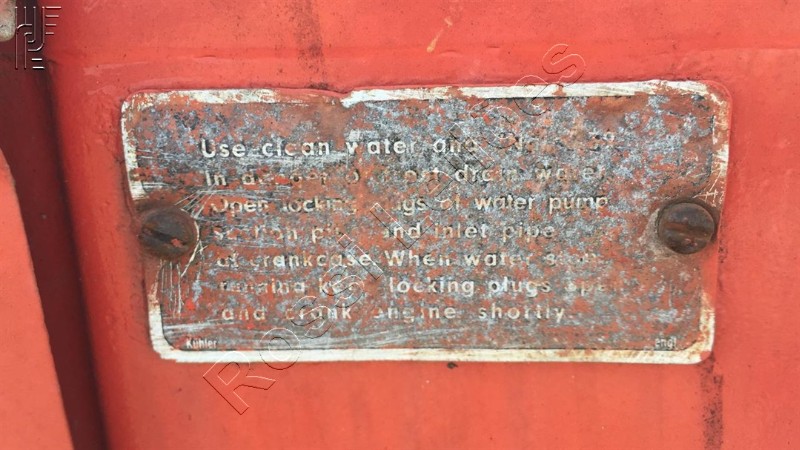 Use clean water and
In danger of frost drain water
Open locking plugs of water pump
suction pipe and inlet pipe
at crankcase. When water stops
running keep locking plugs open
and crank engine shortly.
Kühler engl